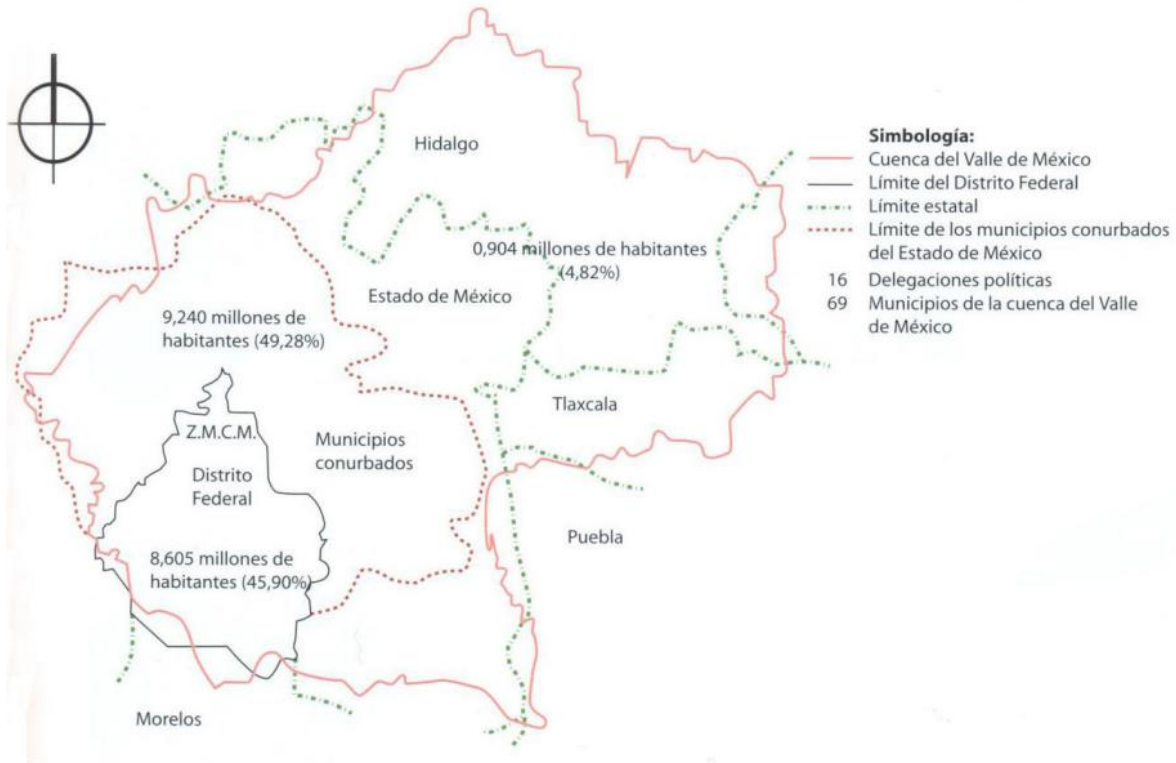 Hidalgo
0,904 millones de habitantes
(4,82%)
Estado de México
9,240 millones de
habitantes (49,28%)
Tlaxcala
Z.M.C.M.
Municipios
conurbados
Distrito
Federal
Puebla
8,605 millones de
habitantes (45,90%)
Morelos
Simbología:
Cuenca del Valle de México
Límite del Distrito Federal
Límite estatal
Límite de los municipios conurbados
del Estado de México
16 Delegaciones políticas
69 Municipios de la cuenca del Valle
de México